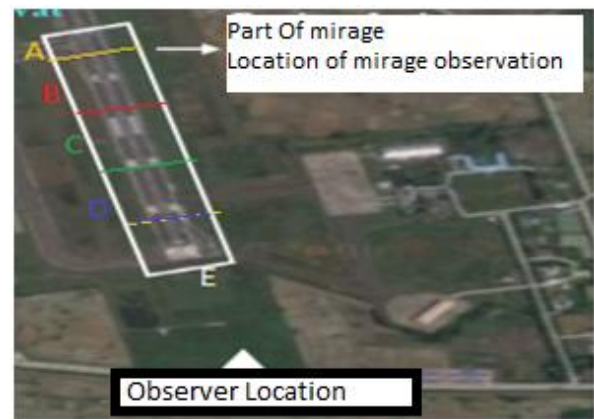 Part Of mirage
Location of mirage observation
A
B
C
D
E
Observer Location